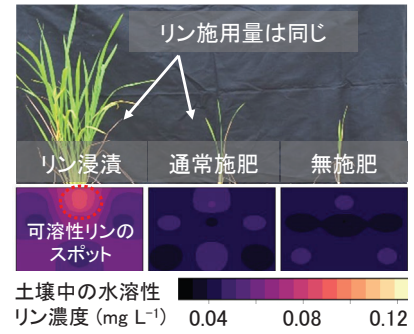 リン施用量は同じ
リン浸漬 通常施肥 無施肥
可溶性リンの
スポット
土壌中の水溶性
リン濃度 (mg L⁻¹) 0.04 0.08 0.12